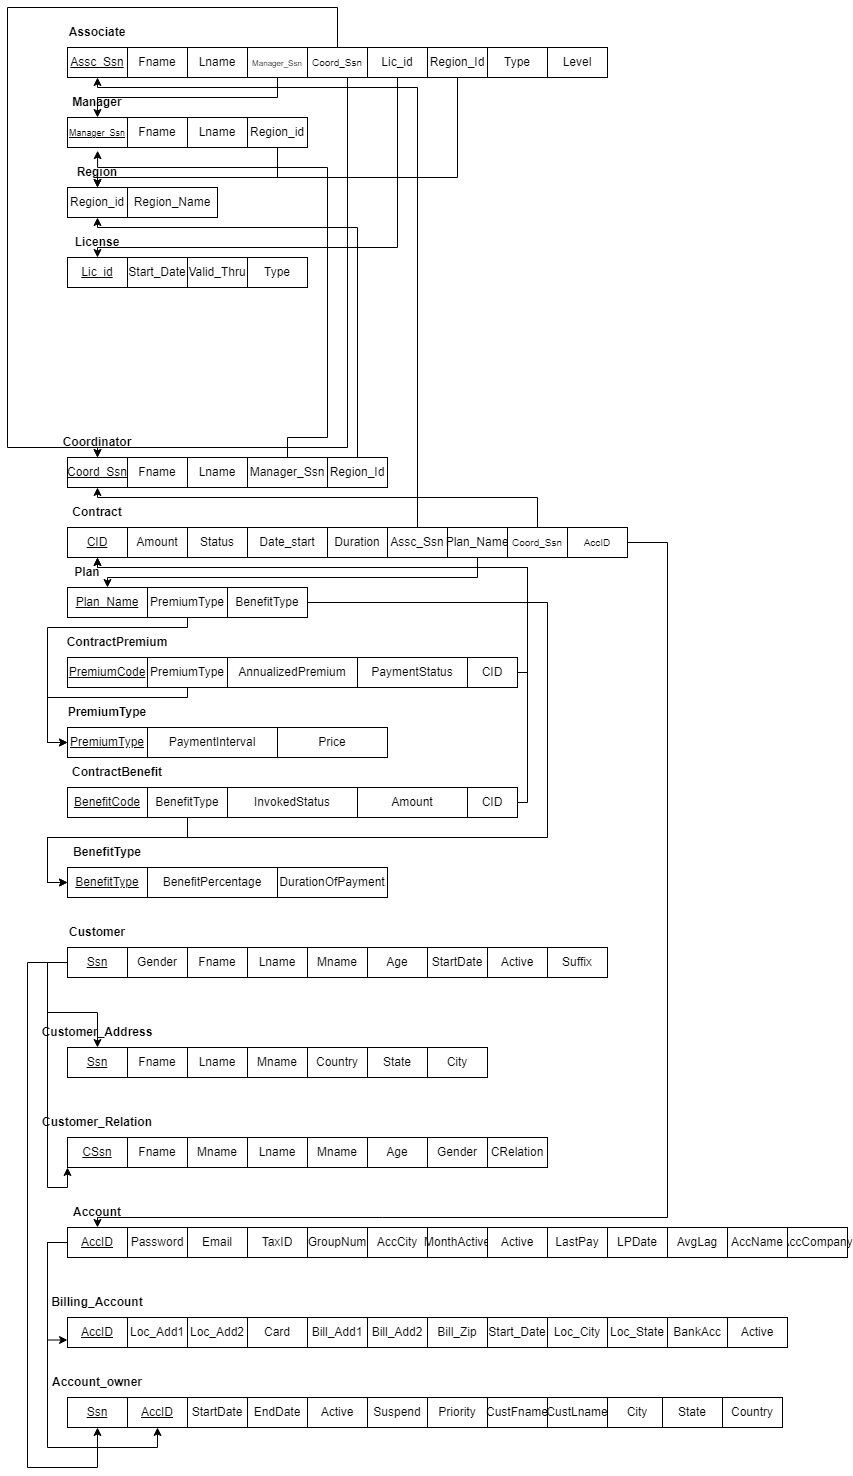 Associate
Assc_Ssn Fname Lname Manager_Ssn Coord_Ssn Lic_id Region_Id Type Level
Manager
Manager_Ssn Fname Lname Region_id
Region
Region_id Region_Name
License
Lic_id Start_Date Valid_Thru Type
Coordinator
Coord_Ssn Fname Lname Manager_Ssn Region_Id
Contract
CID Amount Status Date_start Duration Assc_Ssn Plan_Name Coord_Ssn AccID
Plan
Plan_Name PremiumType BenefitType
ContractPremium
PremiumCode PremiumType AnnualizedPremium PaymentStatus CID
PremiumType
PremiumType PaymentInterval Price
ContractBenefit
BenefitCode BenefitType InvokedStatus Amount CID
BenefitType
BenefitType BenefitPercentage DurationOfPayment
Customer
Ssn Gender Fname Lname Mname Age StartDate Active Suffix
Customer_Address
Ssn Fname Lname Mname Country State City
Customer_Relation
CSsn Fname Mname Lname Mname Age Gender CRelation
Account
AccID Password Email TaxID GroupNum AccCity MonthActive Active LastPay LPDate AvgLag AccName AccCompany
Billing_Account
AccID Loc_Add1 Loc_Add2 Card Bill_Add1 Bill_Add2 Bill_Zip Start_Date Loc_City Loc_State BankAcc Active
Account_owner
Ssn AccID StartDate EndDate Active Suspend Priority CustFname CustLname City State Country